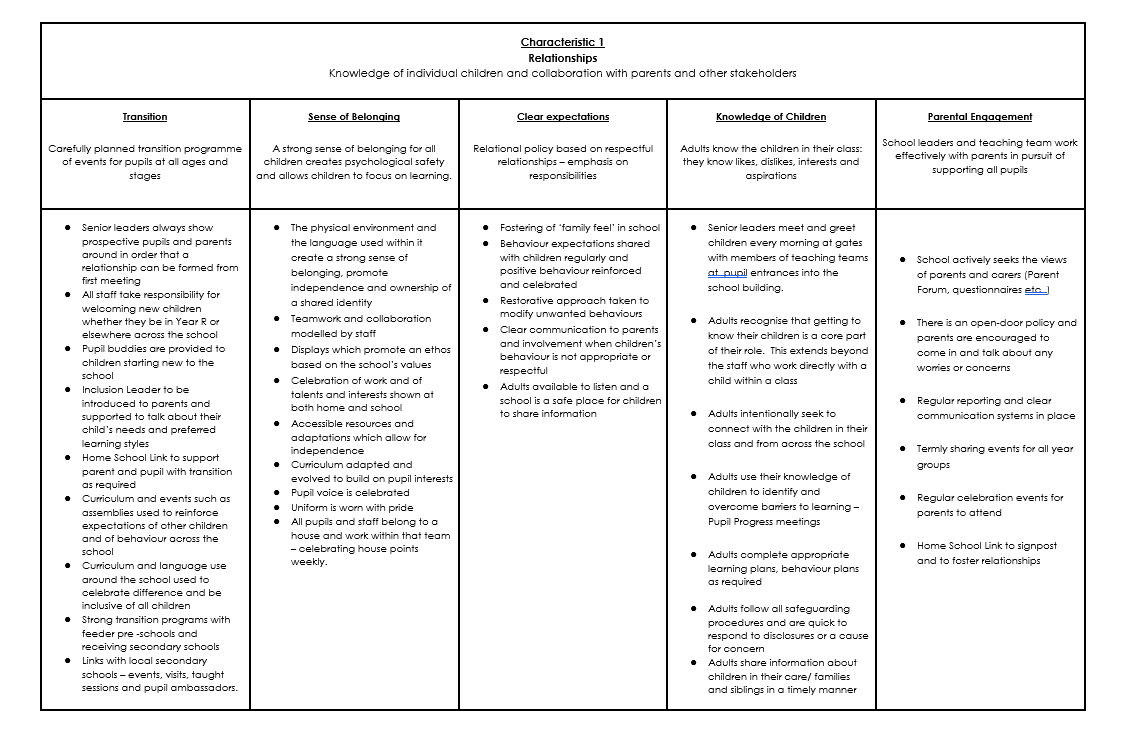 Characteristic 1
Relationships
Knowledge of individual children and collaboration with parents and other stakeholders
Transition
Carefully planned transition programme
of events for pupils at all ages and
stages
Sense of Belonging
A strong sense of belonging for all
children creates psychological safety
and allows children to focus on learning.
Clear expectations
Relational policy based on respectful
relationships – emphasis on
responsibilities
Knowledge of Children
Adults know the children in their class:
they know likes, dislikes, interests and
aspirations
Parental Engagement
School leaders and teaching team work
effectively with parents in pursuit of
supporting all pupils
● Senior leaders always show
prospective pupils and parents
around in order that a
relationship can be formed from
first meeting
● All staff take responsibility for
welcoming new children
whether they be in Year R or
elsewhere across the school
● Pupil buddies are provided to
children starting new to the
school
● Inclusion Leader to be
introduced to parents and
supported to talk about their
child's needs and preferred
learning styles
● Home School Link to support
parent and pupil with transition
as required
● Curriculum and events such as
assemblies used to reinforce
expectations of other children
and of behaviour across the
school
● Curriculum and language use
around the school used to
celebrate difference and be
inclusive of all children
● Strong transition programs with
feeder pre -schools and
receiving secondary schools
● Links with local secondary
schools – events, visits, taught
sessions and pupil ambassadors.
● The physical environment and
the language used within it
create a strong sense of
belonging, promote
independence and ownership of
a shared identity
● Teamwork and collaboration
modelled by staff
● Displays which promote an ethos
based on the school's values
● Celebration of work and of
talents and interests shown at
both home and school
● Accessible resources and
adaptations which allow for
independence
● Curriculum adapted and
evolved to build on pupil interests
● Pupil voice is celebrated
● Uniform is worn with pride
● All pupils and staff belong to a
house and work within that team
– celebrating house points
weekly.
● Fostering of 'family feel' in school
● Behaviour expectations shared
with children regularly and
positive behaviour reinforced
and celebrated
● Restorative approach taken to
modify unwanted behaviours
● Clear communication to parents
and involvement when children's
behaviour is not appropriate or
respectful
● Adults available to listen and a
school is a safe place for children
to share information
● Senior leaders meet and greet
children every morning at gates
with members of teaching teams
at pupil entrances into the
school building.
● Adults recognise that getting to
know their children is a core part
of their role. This extends beyond
the staff who work directly with a
child within a class
● Adults intentionally seek to
connect with the children in their
class and from across the school
● Adults use their knowledge of
children to identify and
overcome barriers to learning –
Pupil Progress meetings
● Adults complete appropriate
learning plans, behaviour plans
as required
● Adults follow all safeguarding
procedures and are quick to
respond to disclosures or a cause
for concern
● Adults share information about
children in their care/ families
and siblings in a timely manner
● School actively seeks the views
of parents and carers (Parent
Forum, questionnaires etc..)
● There is an open-door policy and
parents are encouraged to
come in and talk about any
worries or concerns
● Regular reporting and clear
communication systems in place
● Termly sharing events for all year
groups
● Regular celebration events for
parents to attend
● Home School Link to signpost
and to foster relationships